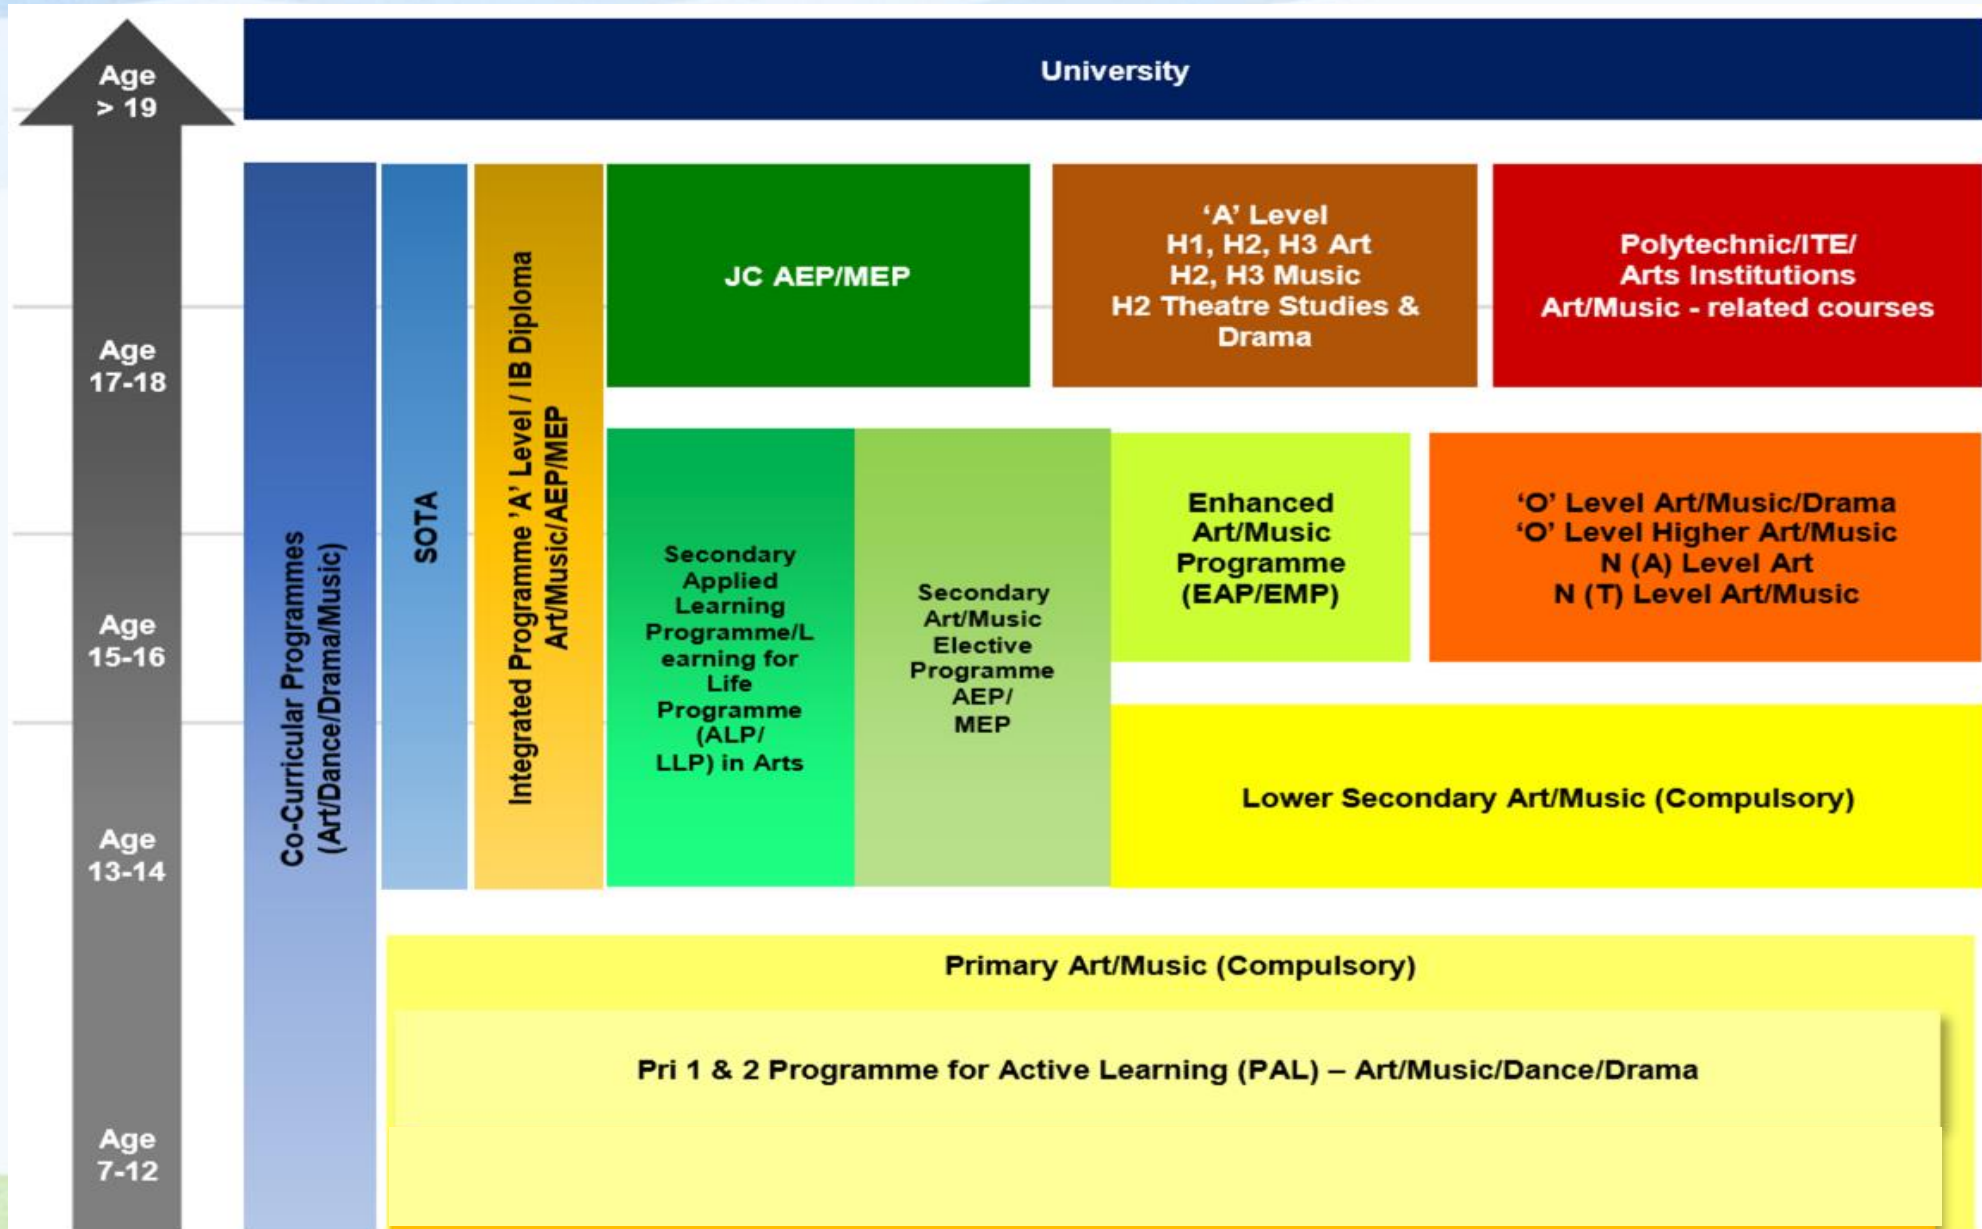 Age
> 19
University
Age
17-18
Age
15-16
Age
13-14
Age
7-12
Co-Curricular Programmes
(Art/Dance/Drama/Music)
SOTA
Integrated Programme 'A' Level / IB Diploma
Art/Music/AEP/MEP
JC AEP/MEP
‘A’ Level
H1, H2, H3 Art
H2, H3 Music
H2 Theatre Studies &
Drama
Polytechnic/ITE/
Arts Institutions
Art/Music - related courses
Secondary
Applied
Learning
Programme/L
earning for
Life
Programme
(ALP/
LLP) in Arts
Secondary
Art/Music
Elective
Programme
AEP/
MEP
Enhanced
Art/Music
Programme
(EAP/EMP)
‘O’ Level Art/Music/Drama
‘O’ Level Higher Art/Music
N (A) Level Art
N (T) Level Art/Music
Lower Secondary Art/Music (Compulsory)
Primary Art/Music (Compulsory)
Pri 1 & 2 Programme for Active Learning (PAL) – Art/Music/Dance/Drama